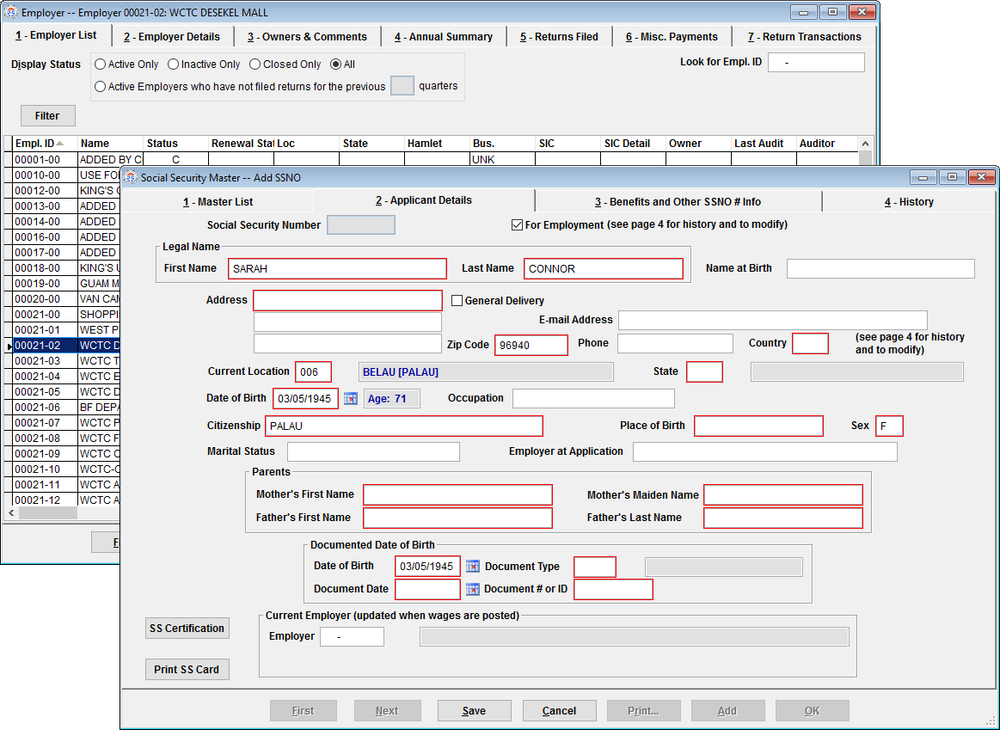 Employer -- Employer 00021-02: WCTC DESEKEL MALL
1 - Employer List 2 - Employer Details 3 - Owners & Comments 4 - Annual Summary 5 - Returns Filed 6 - Misc. Payments 7 - Return Transactions
Display Status Active Only Inactive Only Closed Only All Look for Empl. ID -
Active Employers who have not filed returns for the previous quarters
Filter
Empl. ID Name Status Renewal Stat Loc State Hamlet Bus. SIC SIC Detail Owner Last Audit Auditor
00001-00 ADDED BY C C UNK
00010-00 USE FO
00012-00 KING'S
00013-00 ADDED
00014-00 ADDED
00016-00 ADDED
00017-00 ADDED
00018-00 KING'S
00019-00 GUAM M
00020-00 VAN CAM
00021-00 SHOPPI
00021-01 WEST P
00021-02 WCTC D
00021-03 WCTC T
00021-04 WCTC E
00021-05 WCTC D
00021-06 BF DEPA
00021-07 WCTC P
00021-08 WCTC F
00021-09 WCTC C
00021-10 WCTC-C
00021-11 WCTC A
00021-12 WCTC A
F
Social Security Master -- Add SSNO
1 - Master List 2 - Applicant Details 3 - Benefits and Other SSNO # Info 4 - History
Social Security Number For Employment (see page 4 for history and to modify)
Legal Name
First Name SARAH Last Name CONNOR Name at Birth
Address General Delivery
E-mail Address
Zip Code 96940 Phone Country (see page 4 for history
and to modify)
Current Location 006 BELAU [PALAU] State
Date of Birth 03/05/1945 Age: 71 Occupation
Citizenship PALAU Place of Birth Sex F
Marital Status Employer at Application
Parents
Mother's First Name Mother's Maiden Name
Father's First Name Father's Last Name
Documented Date of Birth
Date of Birth 03/05/1945 Document Type
Document Date Document # or ID
Current Employer (updated when wages are posted)
SS Certification
Employer -
Print SS Card
First Next Save Cancel Print... Add OK